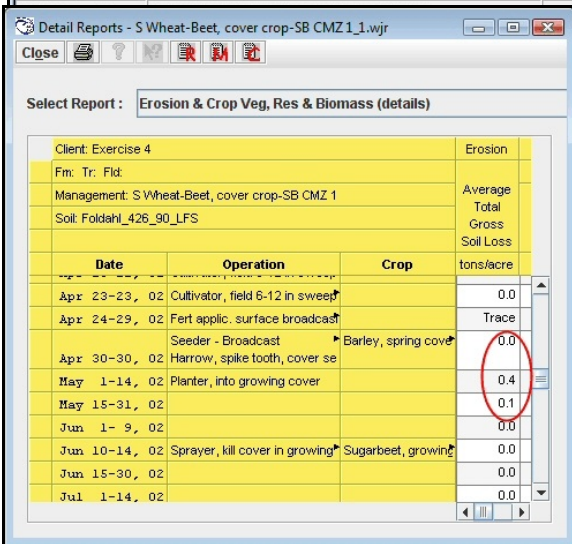 Detail Reports - S Wheat-Beet, cover crop-SB CMZ 1_1.wjr
Close
Select Report : Erosion & Crop Veg, Res & Biomass (details)
Client: Exercise 4 Erosion
Fm: Tr: Fld:
Management: S Wheat-Beet, cover crop-SB CMZ 1 Average
Total
Soil: Foldahl_426_90_LFS Gross
Soil Loss
Date Operation Crop tons/acre
Apr 23-23, 02 Cultivator, field 6-12 in sweep 0.0
Apr 24-29, 02 Fert applic. surface broadcast Trace
Seeder - Broadcast Barley, spring cove 0.0
Apr 30-30, 02 Harrow, spike tooth, cover se
May 1-14, 02 Planter, into growing cover 0.4
May 15-31, 02 0.1
Jun 1- 9, 02 0.0
Jun 10-14, 02 Sprayer, kill cover in growing Sugarbeet, growing 0.0
Jun 15-30, 02 0.0
Jul 1-14, 02 0.0